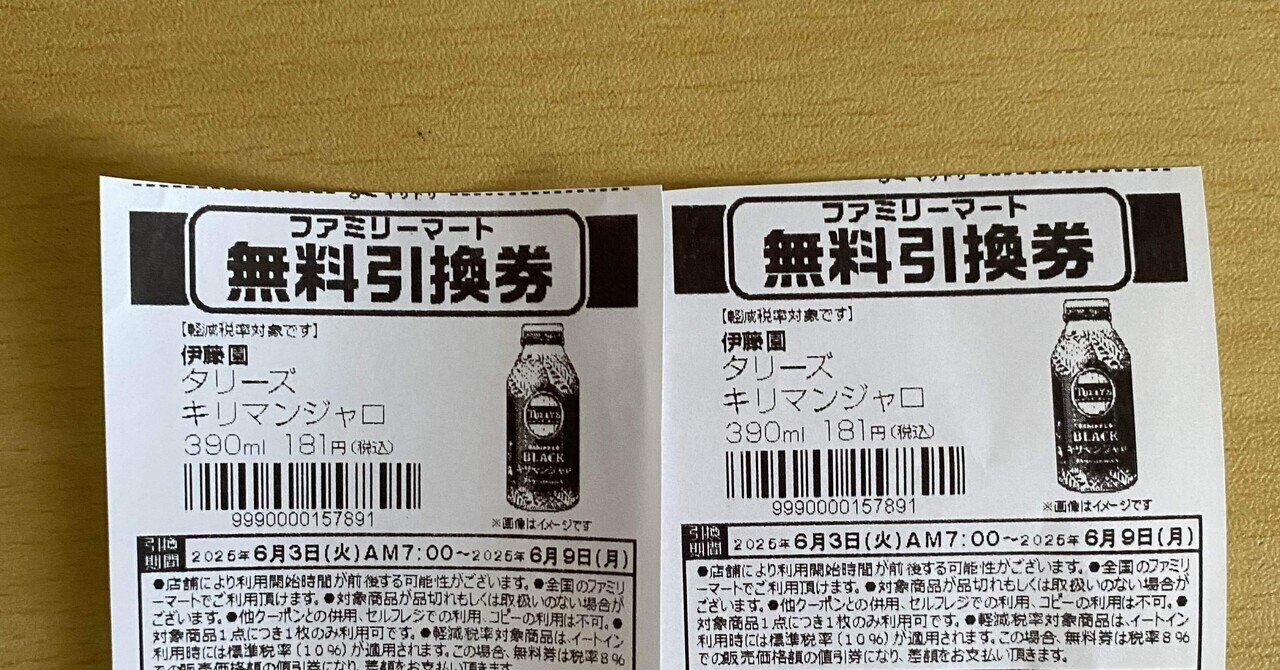 ファミリーマート
無料引換券
【軽減税率対象です】
伊藤園
タリーズ
キリマンジャロ
390ml 181円(税込)
9990000157891
TULLY'S
BLACK
キリマンジャロ
※画像はイメージです
引換期間 2025年6月3日(火)AM7:00~2025年6月9日(月)
●店舗により利用開始時間が前後する可能性がございます。●全国のファミリ
ーマートでご利用頂けます。●対象商品が品切れもしくは取扱いのない場合が
ございます。●他クーポンとの併用、セルフレジでの利用、コピーの利用は不可。●
対象商品1点につき1枚のみ利用可です。●軽減税率対象商品は、イートイン
利用時には標準税率(10%)が適用されます。この場合、無料券は税率8%
での販売価格額の値引券になり、差額をお支払い頂きます。
ファミリーマート
無料引換券
【軽減税率対象です】
伊藤園
タリーズ
キリマンジャロ
390ml 181円(税込)
9990000157891
TULLY'S
BLACK
キリマンジャロ
※画像はイメージです
引換期間 2025年6月3日(火)AM7:00~2025年6月9日(月)
●店舗により利用開始時間が前後する可能性がございます。●全国のファミリ
ーマートでご利用頂けます。●対象商品が品切れもしくは取扱いのない場合が
ございます。●他クーポンとの併用、セルフレジでの利用、コピーの利用は不可。●
対象商品1点につき1枚のみ利用可です。●軽減税率対象商品は、イートイン
利用時には標準税率(10%)が適用されます。この場合、無料券は税率8%
での販売価格額の値引券になり、差額をお支払い頂きます。